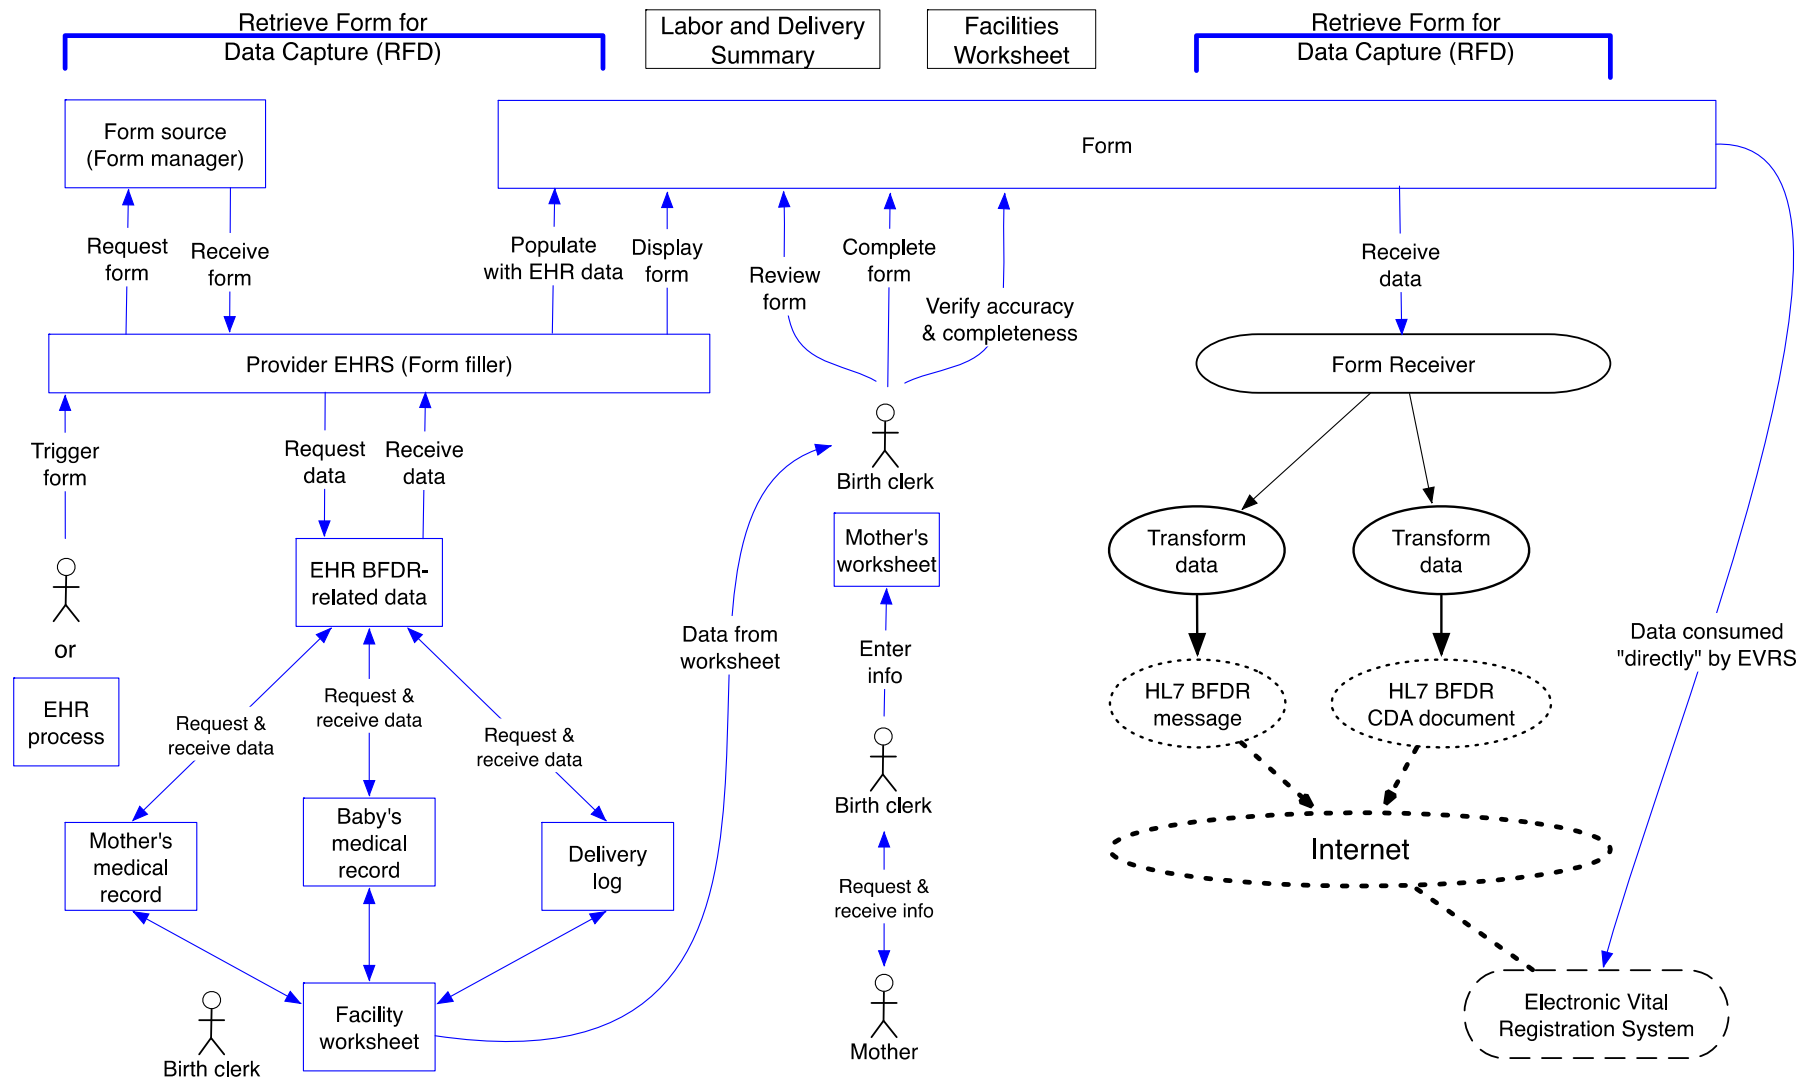 Retrieve Form for
Data Capture (RFD)
Labor and Delivery
Summary
Facilities
Worksheet
Retrieve Form for
Data Capture (RFD)
Form source
(Form manager)
Form
Request
form
Receive
form
Populate
with EHR data
Display
form
Review
form
Complete
form
Verify accuracy
& completeness
Receive
data
Provider EHRS (Form filler)
Form Receiver
Trigger
form
Request
data
Receive
data
Birth clerk
Mother's
worksheet
Transform
data
Transform
data
EHR BFDR-
related data
or
EHR
process
Data from
worksheet
Enter
info
Data consumed
"directly" by EVRS
Request &
receive data
Request &
receive data
Request &
receive data
HL7 BFDR
message
HL7 BFDR
CDA document
Birth clerk
Mother's
medical
record
Baby's
medical
record
Delivery
log
Internet
Request &
receive info
Birth clerk
Facility
worksheet
Mother
Electronic Vital
Registration System